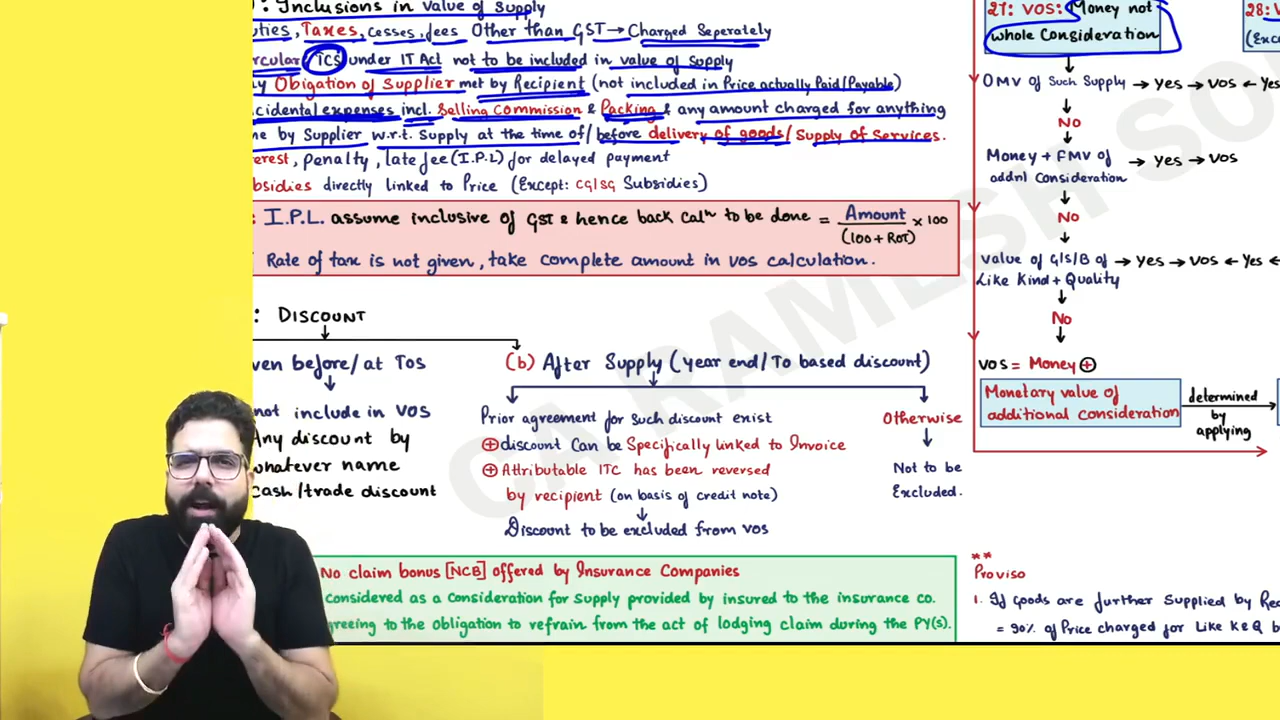 : Inclusions in Value of Supply
uties, Taxes, cesses, fees Other than GST → Charged Seperately
rcular TCS under IT Act not to be included in value of supply
y Obigation of Supplier met by Recipient (not included in Price actually Paid/Payable)
cidental expenses incl. Selling Commission & Packing & any amount charged for anything
ne by Supplier w.r.t. Supply at the time of/ before delivery of goods/ Supply of Services.
erest, penalty, late fee (I.P.L) for delayed payment
bsidies directly linked to Price (Except: CG/SG Subsidies)
: I.P.L. assume inclusive of GST & hence back Calⁿ to be done = Amount / (100 + ROT) × 100
Rate of tax is not given, take complete amount in VOS calculation.
: DISCOUNT
ven before/ at TOS
not include in VOS
Any discount by
whatever name
cash/trade discount
(b) After Supply (year end/ TO based discount)
Prior agreement for such discount exist
⊕ discount Can be Specifically linked to Invoice
⊕ Attributable ITC has been reversed
by recipient (on basis of credit note)
Discount to be excluded from VOS
Otherwise
Not to be
Excluded.
No claim bonus [NCB] offered by Insurance Companies
considered as a Consideration for Supply provided by insured to the insurance co.
greeing to the obligation to refrain from the act of lodging claim during the PY(s).
27: VOS: Money not
whole Consideration
28: V
(Exce
OMV of Such Supply → Yes → VOS ← Yes
NO
Money + FMV of
addnl Consideration → Yes → VOS
No
Value of G/S/B of → Yes → VOS ← Yes
Like Kind + Quality
No
VOS = Money ⊕
Monetary value of
additional consideration
determined
by
applying
**
Proviso
1. If Goods are further Supplied by Rec
= 90% of Price charged for Like K&Q b
CA RAMESH SO